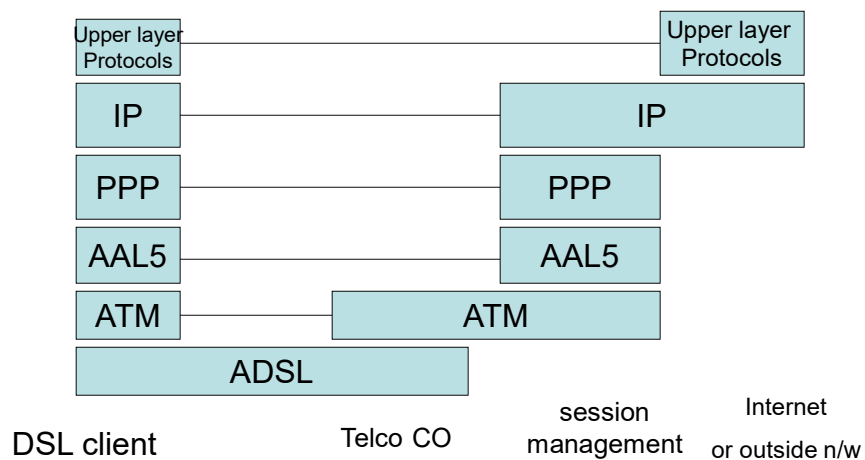 Upper layer
Protocols
Upper layer
Protocols
IP
IP
PPP
PPP
AAL5
AAL5
ATM
ATM
ADSL
DSL client
Telco CO
session
management
Internet
or outside n/w